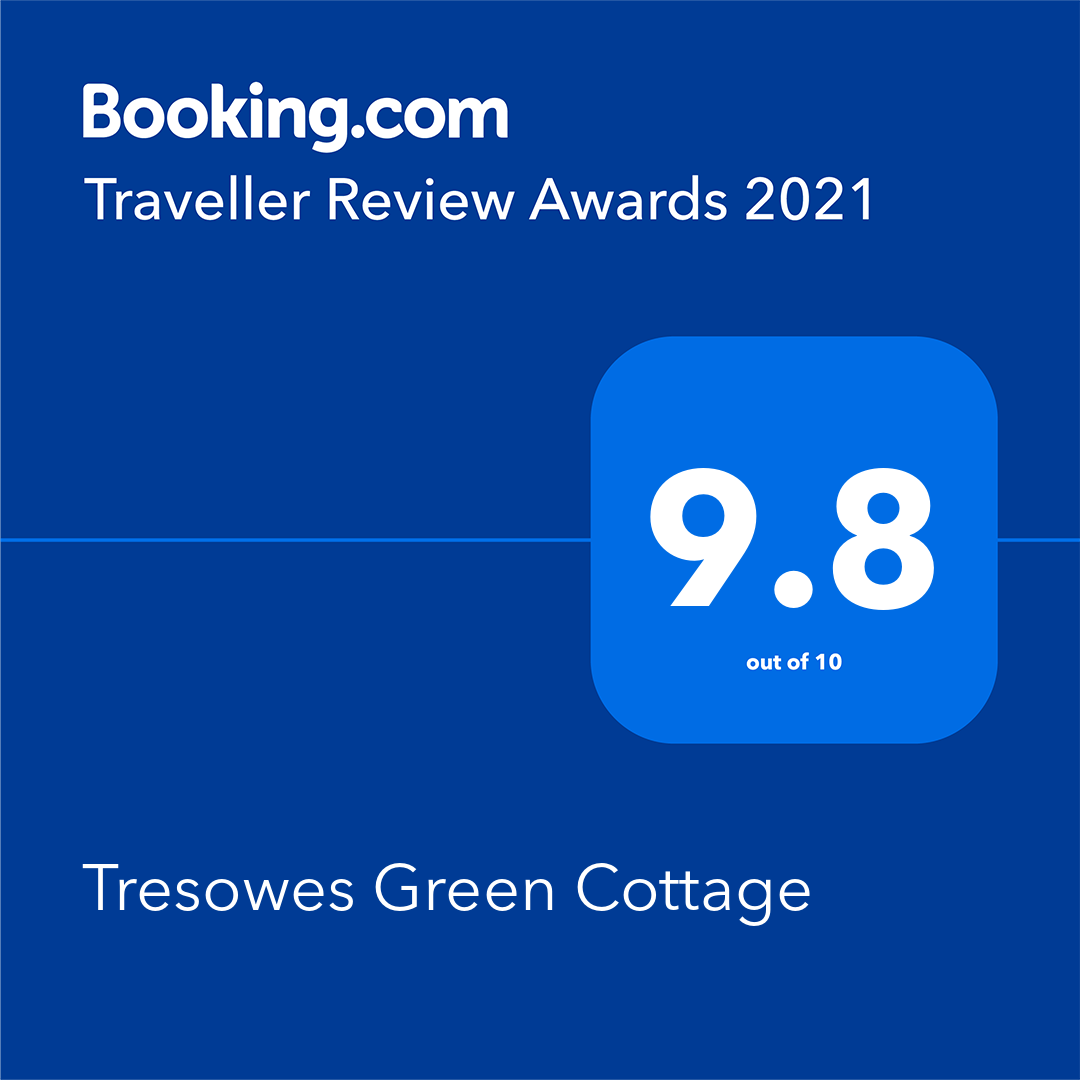 Booking.com
Traveller Review Awards 2021
9.8
out of 10
Tresowes Green Cottage